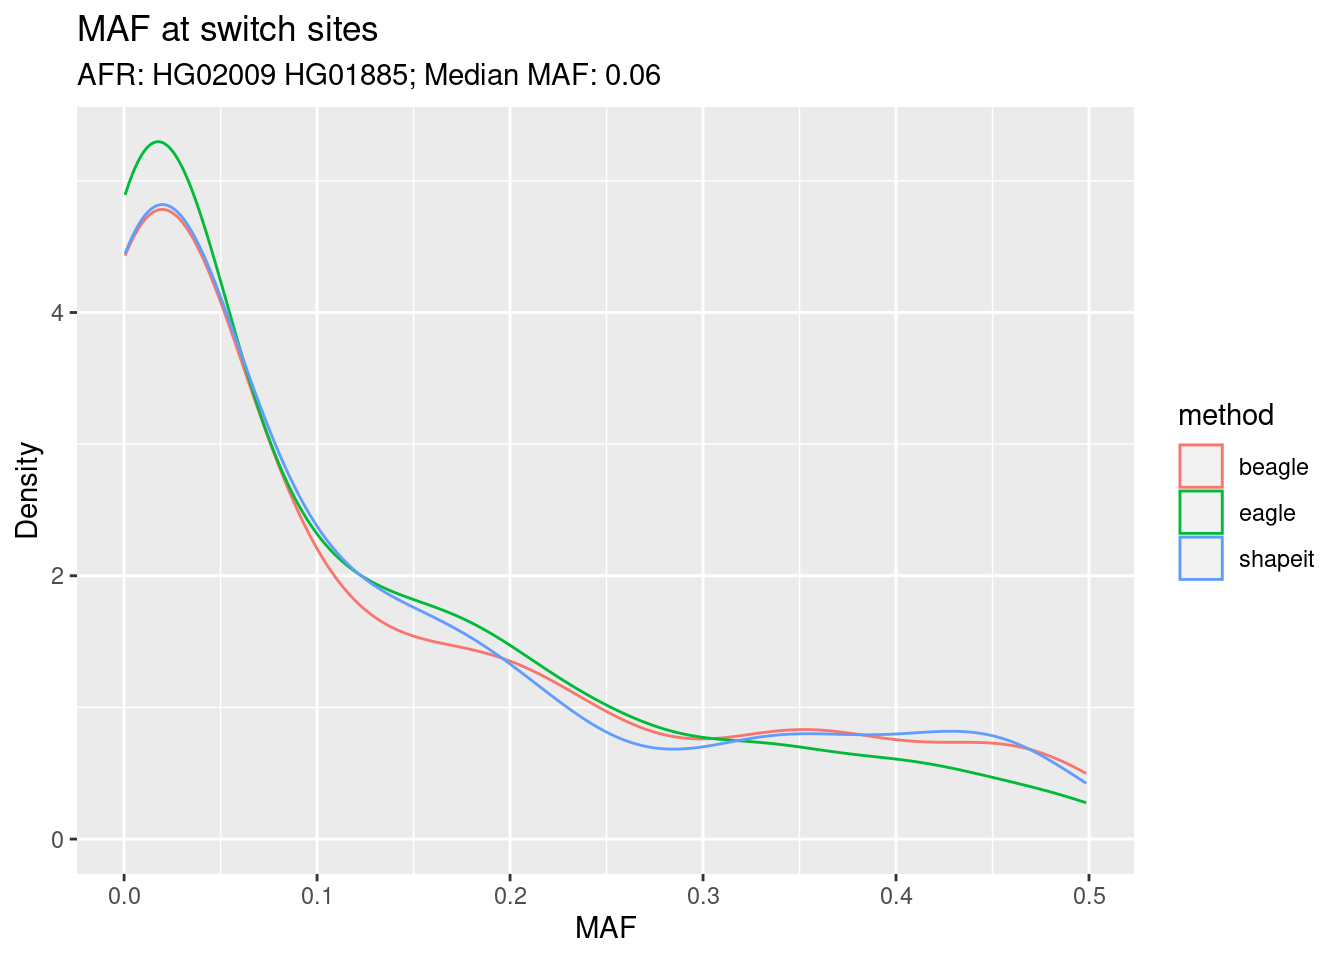 MAF at switch sites
AFR: HG02009 HG01885; Median MAF: 0.06
Density
4
2
0
0.0 0.1 0.2 0.3 0.4 0.5
MAF
method
beagle
eagle
shapeit